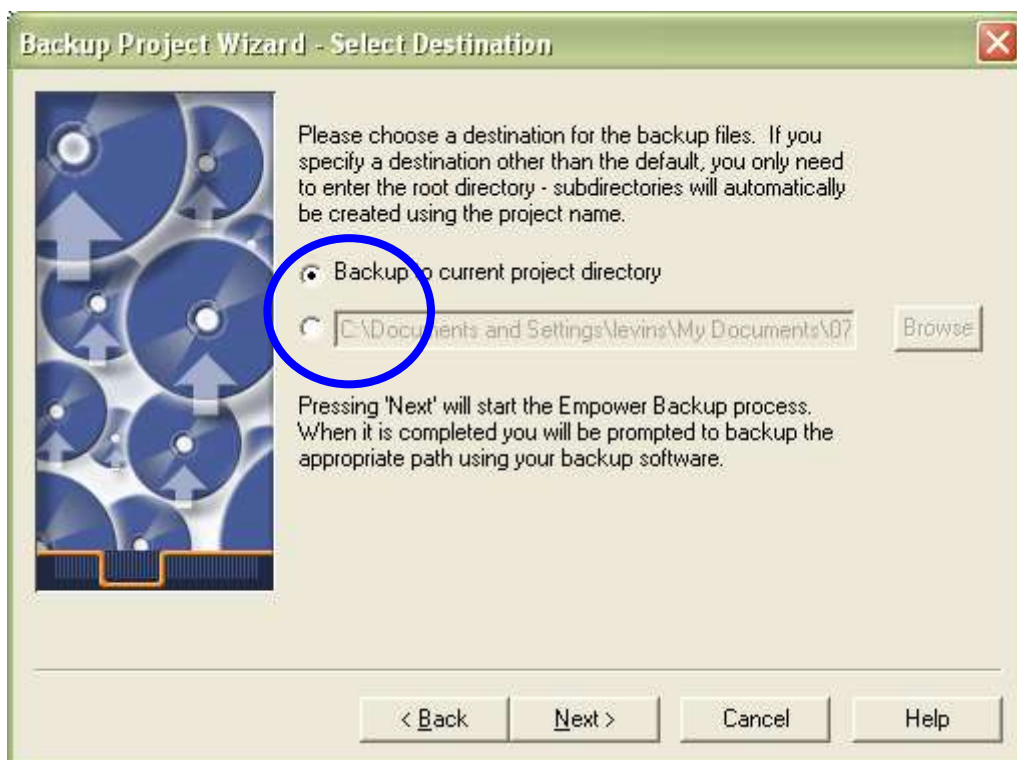 Backup Project Wizard - Select Destination
Please choose a destination for the backup files. If you
specify a destination other than the default, you only need
to enter the root directory - subdirectories will automatically
be created using the project name.
Backup to current project directory
C:\Documents and Settings\levins\My Documents\07
Browse
Pressing 'Next' will start the Empower Backup process.
When it is completed you will be prompted to backup the
appropriate path using your backup software.
< Back Next > Cancel Help